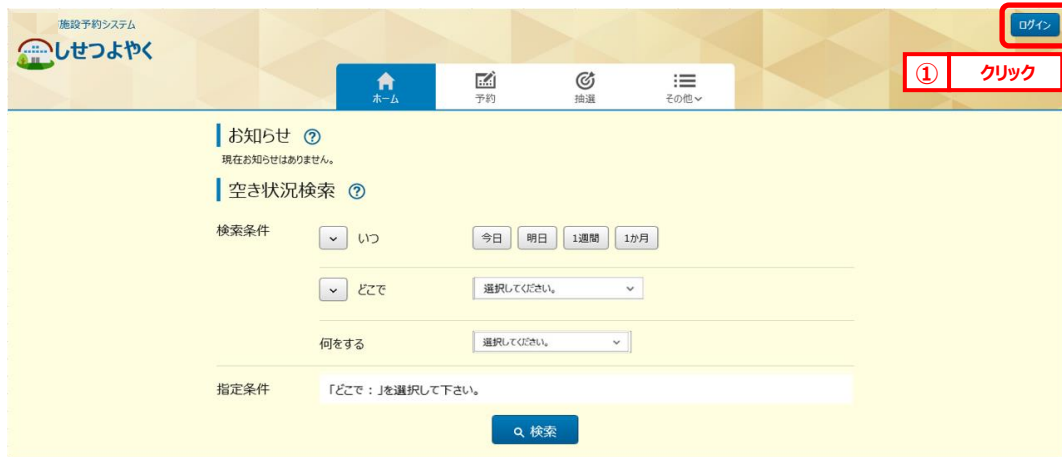 施設予約システム
しせつよやく
ログイン
① クリック
ホーム 予約 抽選 その他
お知らせ ?
現在お知らせはありません。
空き状況検索 ?
検索条件 いつ 今日 明日 1週間 1か月
どこで 選択してください。
何をする 選択してください。
指定条件 「どこで：」を選択して下さい。
検索